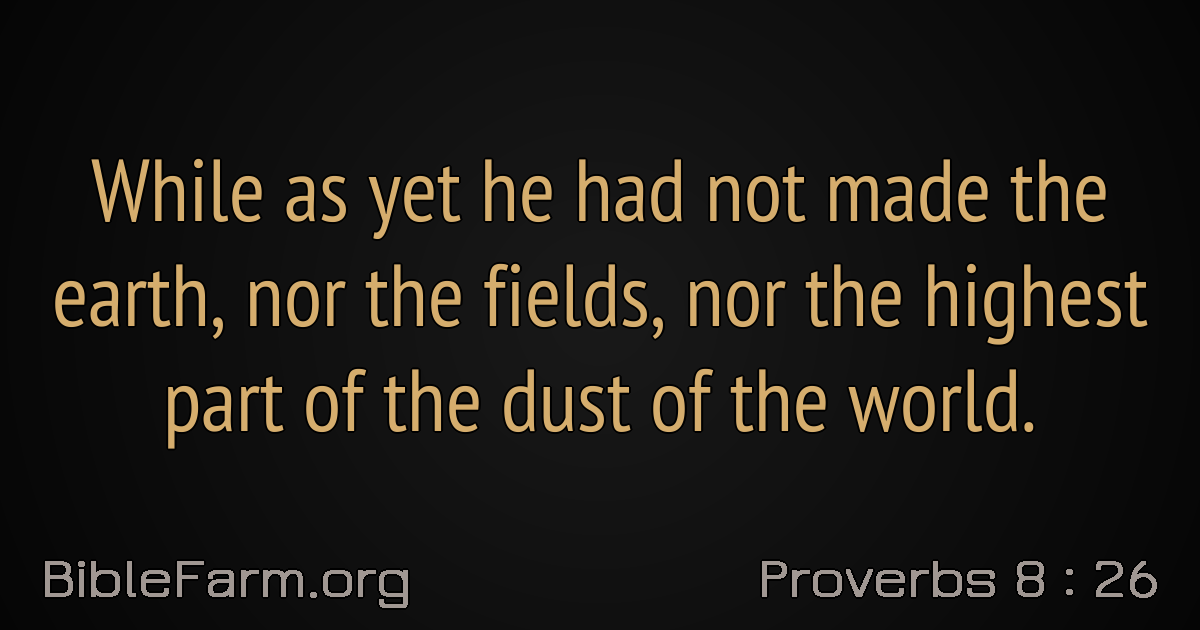 While as yet he had not made the
earth, nor the fields, nor the highest
part of the dust of the world.
BibleFarm.org
Proverbs 8 : 26